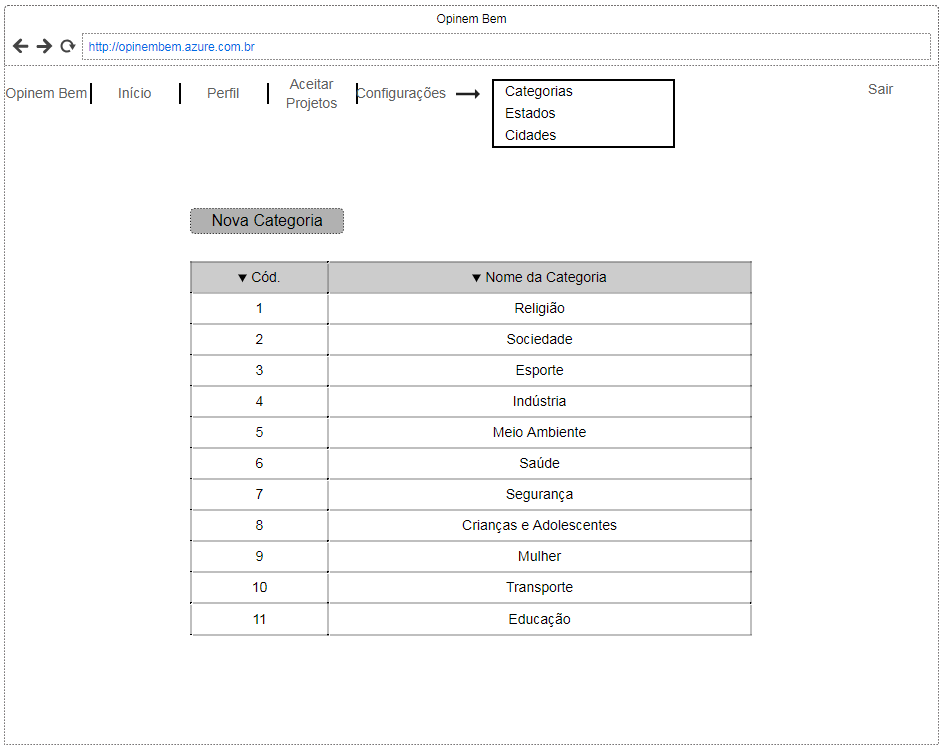 Opinem Bem
http://opinembem.azure.com.br
Opinem Bem
Início
Perfil
Aceitar
Projetos
Configurações
Categorias
Estados
Cidades
Sair
Nova Categoria
▼ Cód. ▼ Nome da Categoria
1 Religião
2 Sociedade
3 Esporte
4 Indústria
5 Meio Ambiente
6 Saúde
7 Segurança
8 Crianças e Adolescentes
9 Mulher
10 Transporte
11 Educação